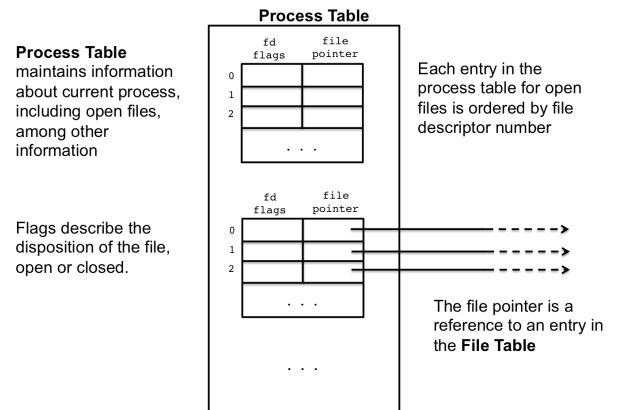 Process Table
Process Table
maintains information
about current process,
including open files,
among other
information
fd
flags
file
pointer
0
1
2
. . .
Each entry in the
process table for open
files is ordered by file
descriptor number
Flags describe the
disposition of the file,
open or closed.
fd
flags
file
pointer
0
1
2
. . .
The file pointer is a
reference to an entry in
the File Table
. . .